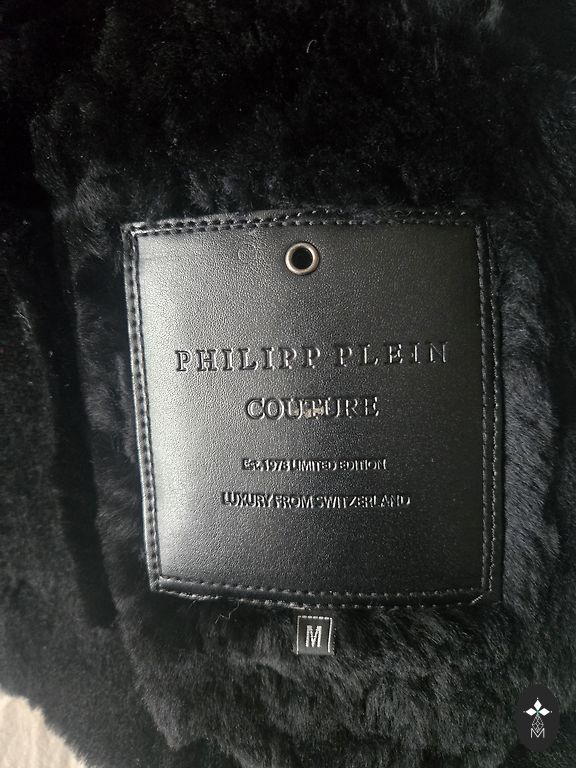 PHILIPP PLEIN
COUTURE
EST. 1978 LIMITED EDITION
LUXURY FROM SWITZERLAND
M
M